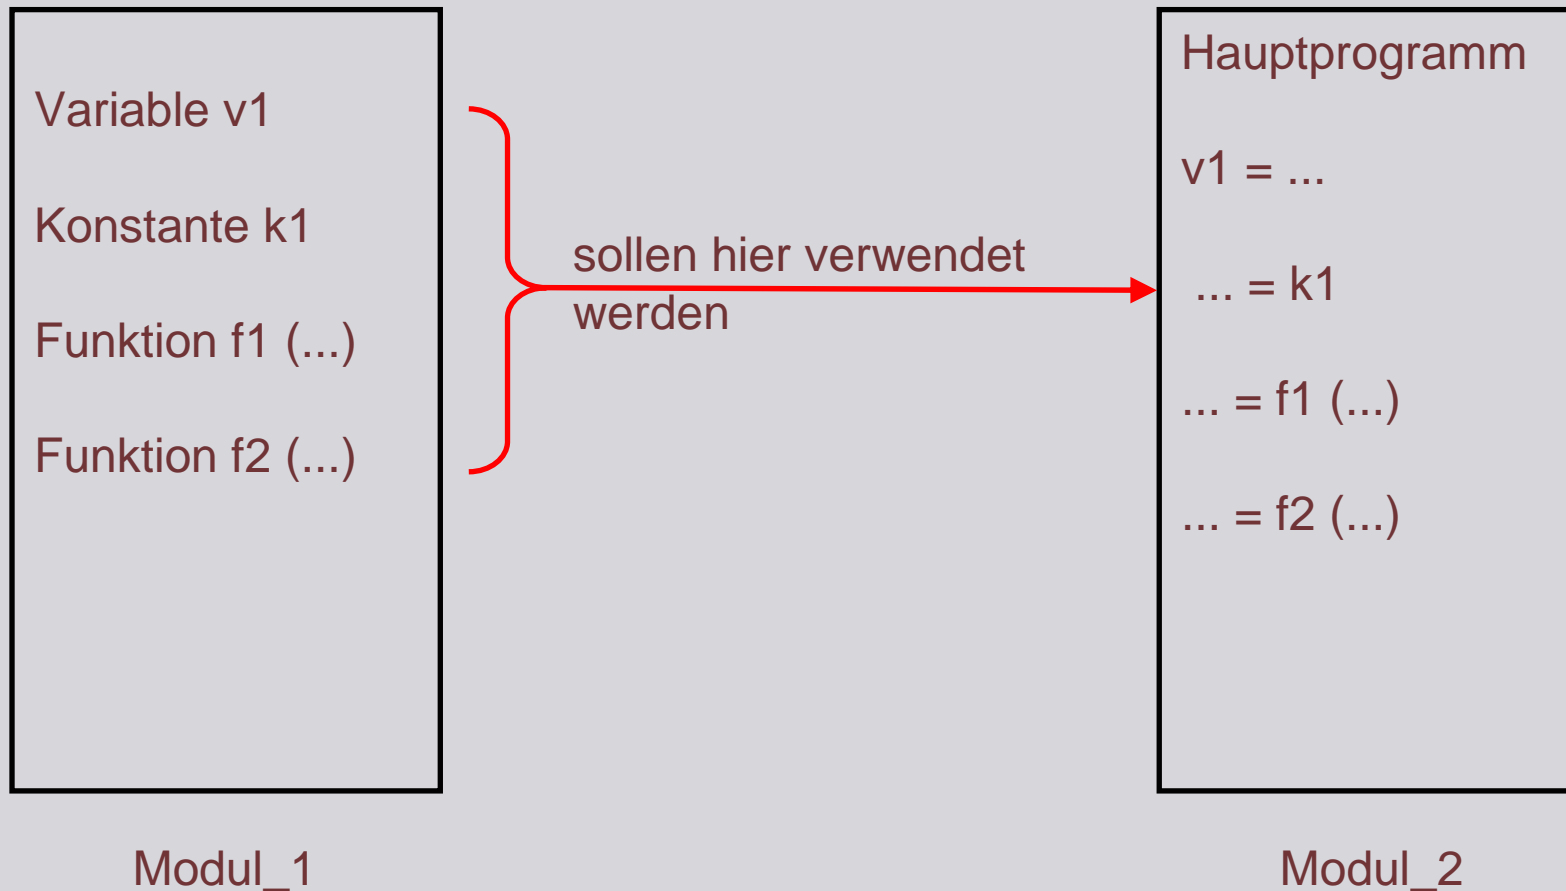 Variable v1
Konstante k1
Funktion f1 (...)
Funktion f2 (...)
sollen hier verwendet
werden
Hauptprogramm
v1 = ...
... = k1
... = f1 (...)
... = f2 (...)
Modul_1
Modul_2